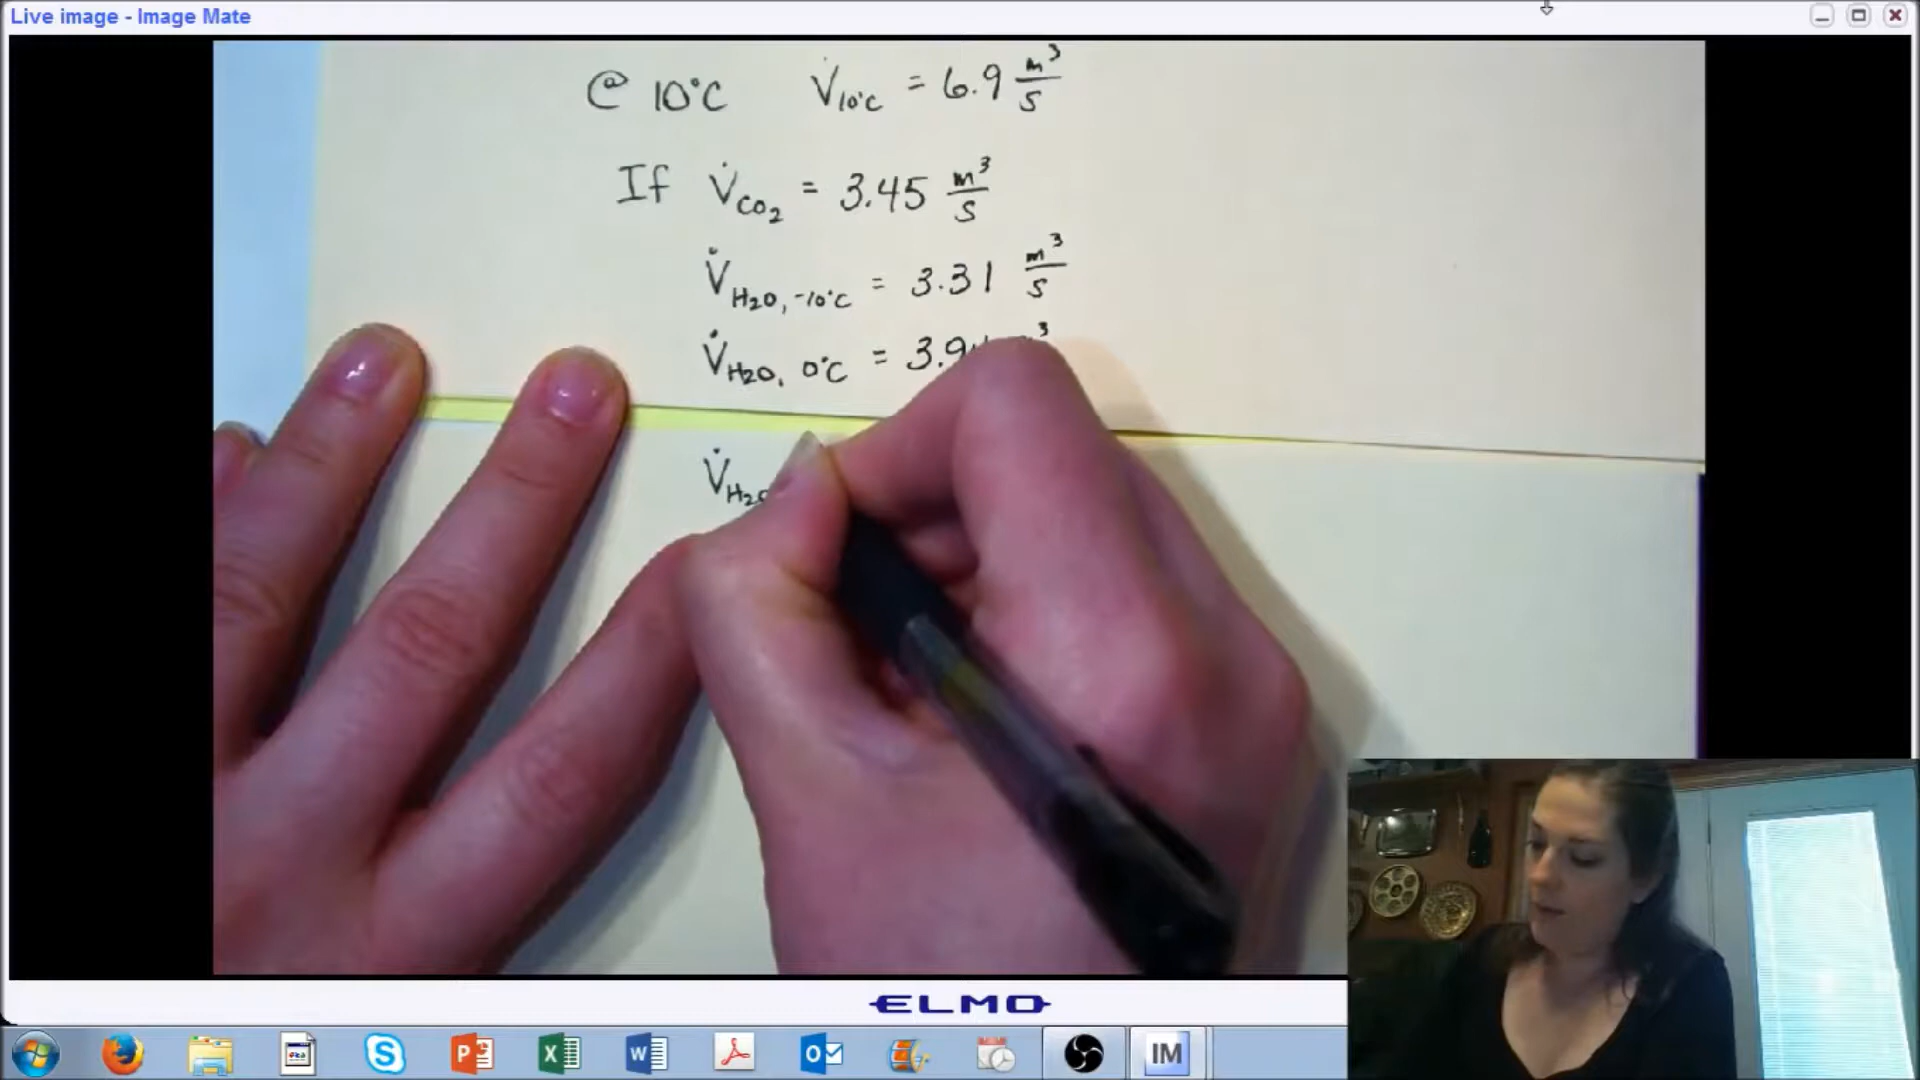 Live image - Image Mate
@ 10°C V̇10°C = 6.9 m³/s
If V̇CO₂ = 3.45 m³/s
V̇H₂O, -10°C = 3.31 m³/s
V̇H₂O, 0°C = 3.9
V̇H₂
ELMO
IM